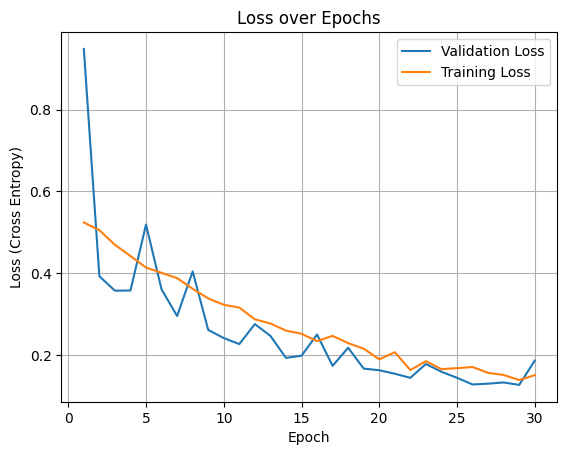 Loss over Epochs
Validation Loss
Training Loss
Loss (Cross Entropy)
0.8
0.6
0.4
0.2
0
5
10
15
20
25
30
Epoch